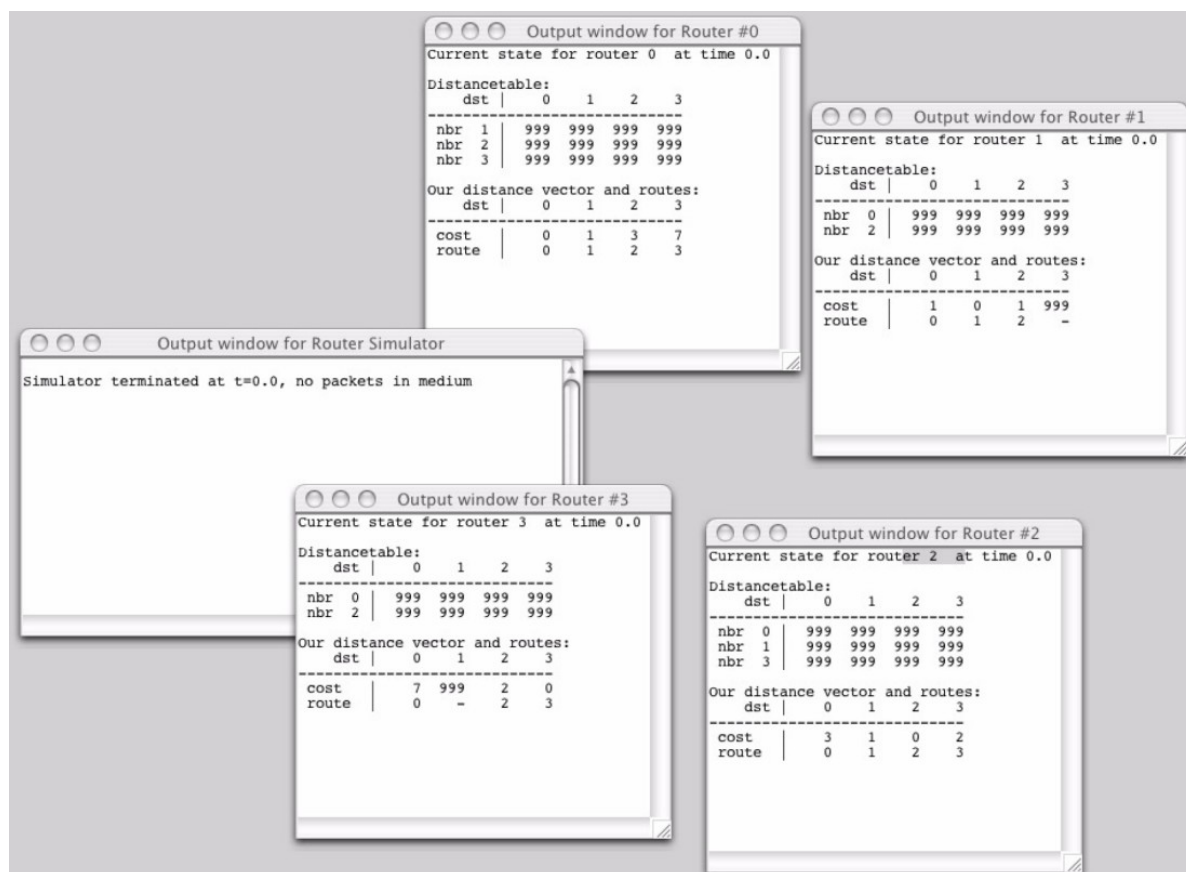 Output window for Router #0
Current state for router 0  at time 0.0
Distancetable:
dst |    0    1    2    3
------------------------------
nbr  1 |  999  999  999  999
nbr  2 |  999  999  999  999
nbr  3 |  999  999  999  999
Our distance vector and routes:
dst |    0    1    2    3
------------------------------
cost   |    0    1    3    7
route  |    0    1    2    3
Output window for Router #1
Current state for router 1  at time 0.0
Distancetable:
dst |    0    1    2    3
------------------------------
nbr  0 |  999  999  999  999
nbr  2 |  999  999  999  999
Our distance vector and routes:
dst |    0    1    2    3
------------------------------
cost   |    1    0    1  999
route  |    0    1    2    -
Output window for Router Simulator
Simulator terminated at t=0.0, no packets in medium
Output window for Router #3
Current state for router 3  at time 0.0
Distancetable:
dst |    0    1    2    3
------------------------------
nbr  0 |  999  999  999  999
nbr  2 |  999  999  999  999
Our distance vector and routes:
dst |    0    1    2    3
------------------------------
cost   |    7  999    2    0
route  |    0    -    2    3
Output window for Router #2
Current state for router 2  at time 0.0
Distancetable:
dst |    0    1    2    3
------------------------------
nbr  0 |  999  999  999  999
nbr  1 |  999  999  999  999
nbr  3 |  999  999  999  999
Our distance vector and routes:
dst |    0    1    2    3
------------------------------
cost   |    3    1    0    2
route  |    0    1    2    3